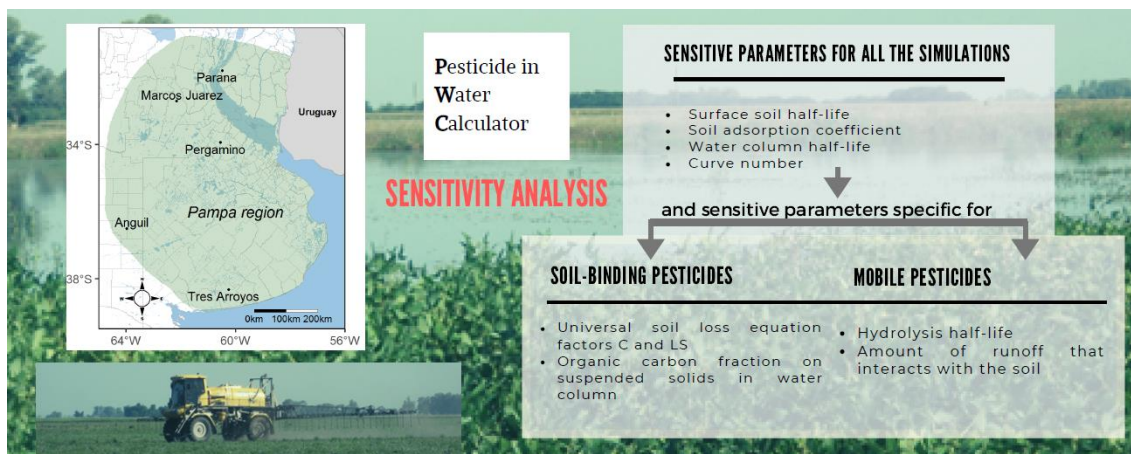 Parana
Marcos Juarez
Uruguay
34°S
Pergamino
Anguil
Pampa region
38°S
Tres Arroyos
N
W
E
S
0km 100km 200km
64°W 60°W 56°W
Pesticide in
Water
Calculator
SENSITIVITY ANALYSIS
SENSITIVE PARAMETERS FOR ALL THE SIMULATIONS
• Surface soil half-life
• Soil adsorption coefficient
• Water column half-life
• Curve number
and sensitive parameters specific for
SOIL-BINDING PESTICIDES
• Universal soil loss equation
factors C and LS
• Organic carbon fraction on
suspended solids in water
column
MOBILE PESTICIDES
• Hydrolysis half-life
• Amount of runoff that
interacts with the soil